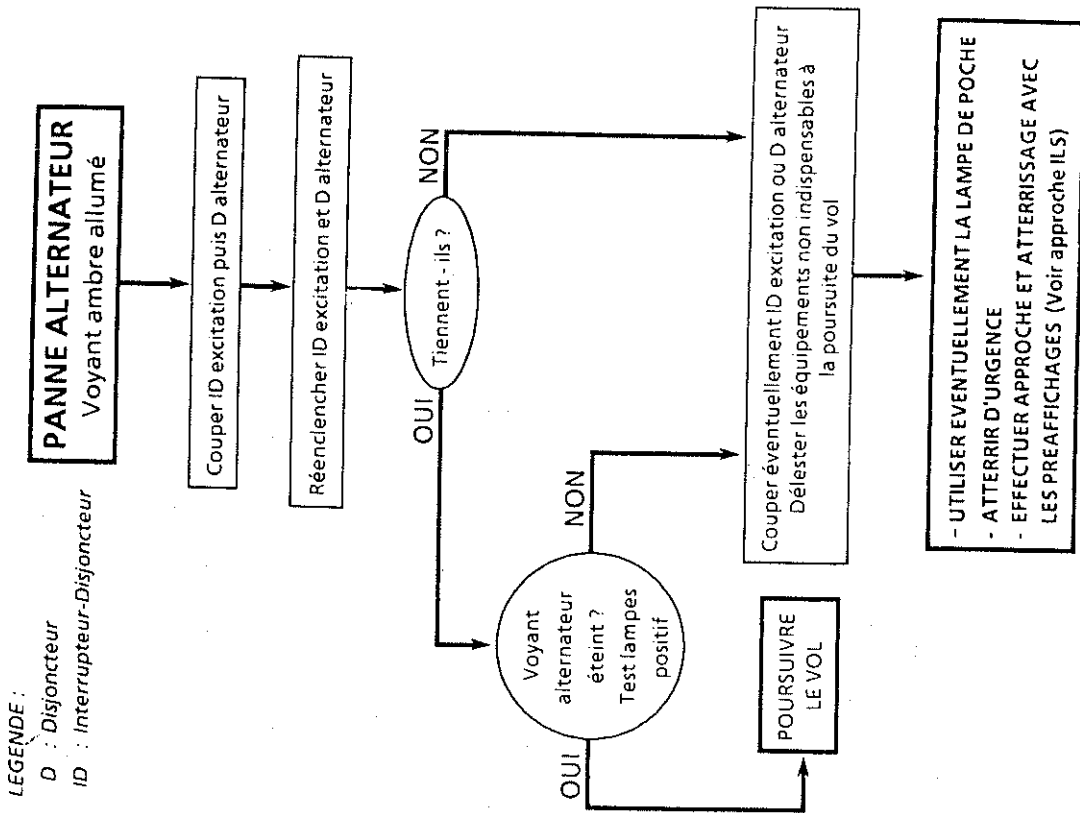 LEGENDE :
D : Disjoncteur
ID : Interrupteur-Disjoncteur
PANNE ALTERNATEUR
Voyant ambre allumé
Couper ID excitation puis D alternateur
Réenclencher ID excitation et D alternateur
Tiennent - ils ?
OUI
NON
Voyant
alternateur
éteint ?
Test lampes
positif
OUI
NON
POURSUIVRE
LE VOL
Couper éventuellement ID excitation ou D alternateur
Délester les équipements non indispensables à
la poursuite du vol
- UTILISER EVENTUELLEMENT LA LAMPE DE POCHE
- ATTERRIR D'URGENCE
- EFFECTUER APPROCHE ET ATTERRISSAGE AVEC
LES PREAFFICHAGES (Voir approche ILS)